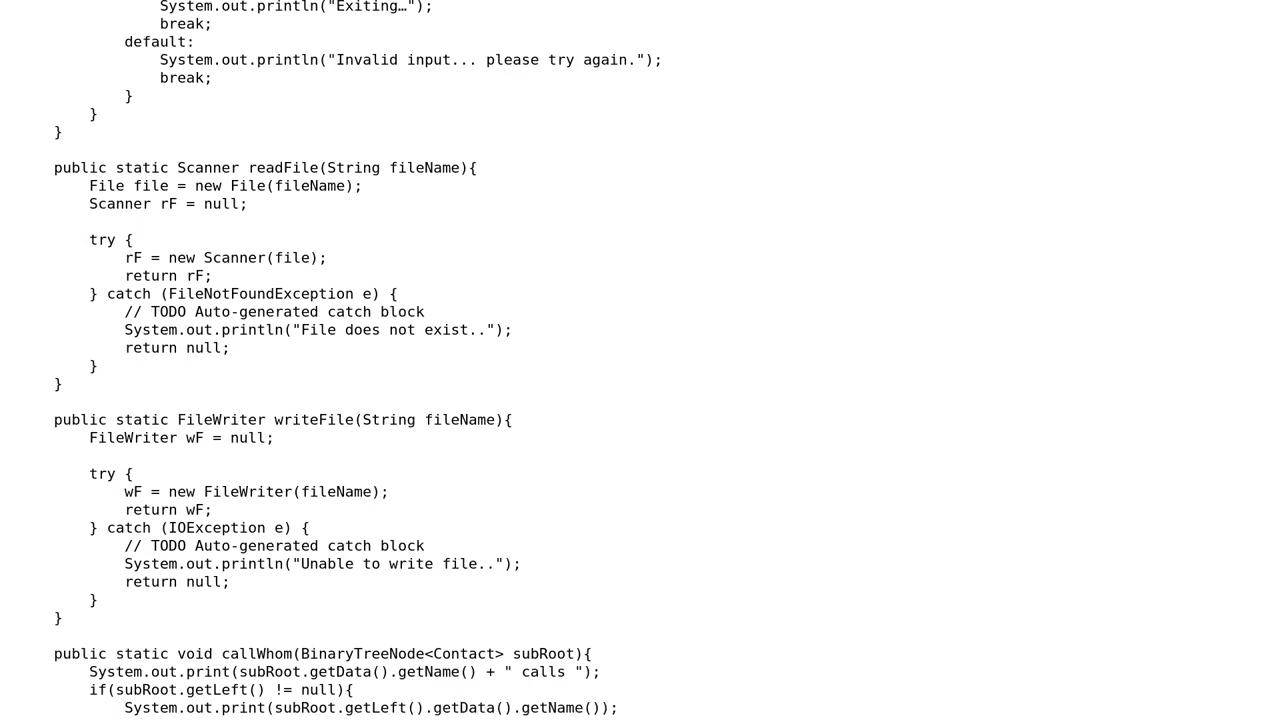 System.out.println("Exiting…");
            break;
        default:
            System.out.println("Invalid input... please try again.");
            break;
        }
    }
}

public static Scanner readFile(String fileName){
    File file = new File(fileName);
    Scanner rF = null;

    try {
        rF = new Scanner(file);
        return rF;
    } catch (FileNotFoundException e) {
        // TODO Auto-generated catch block
        System.out.println("File does not exist..");
        return null;
    }
}

public static FileWriter writeFile(String fileName){
    FileWriter wF = null;

    try {
        wF = new FileWriter(fileName);
        return wF;
    } catch (IOException e) {
        // TODO Auto-generated catch block
        System.out.println("Unable to write file..");
        return null;
    }
}

public static void callWhom(BinaryTreeNode<Contact> subRoot){
    System.out.print(subRoot.getData().getName() + " calls ");
    if(subRoot.getLeft() != null){
        System.out.print(subRoot.getLeft().getData().getName());